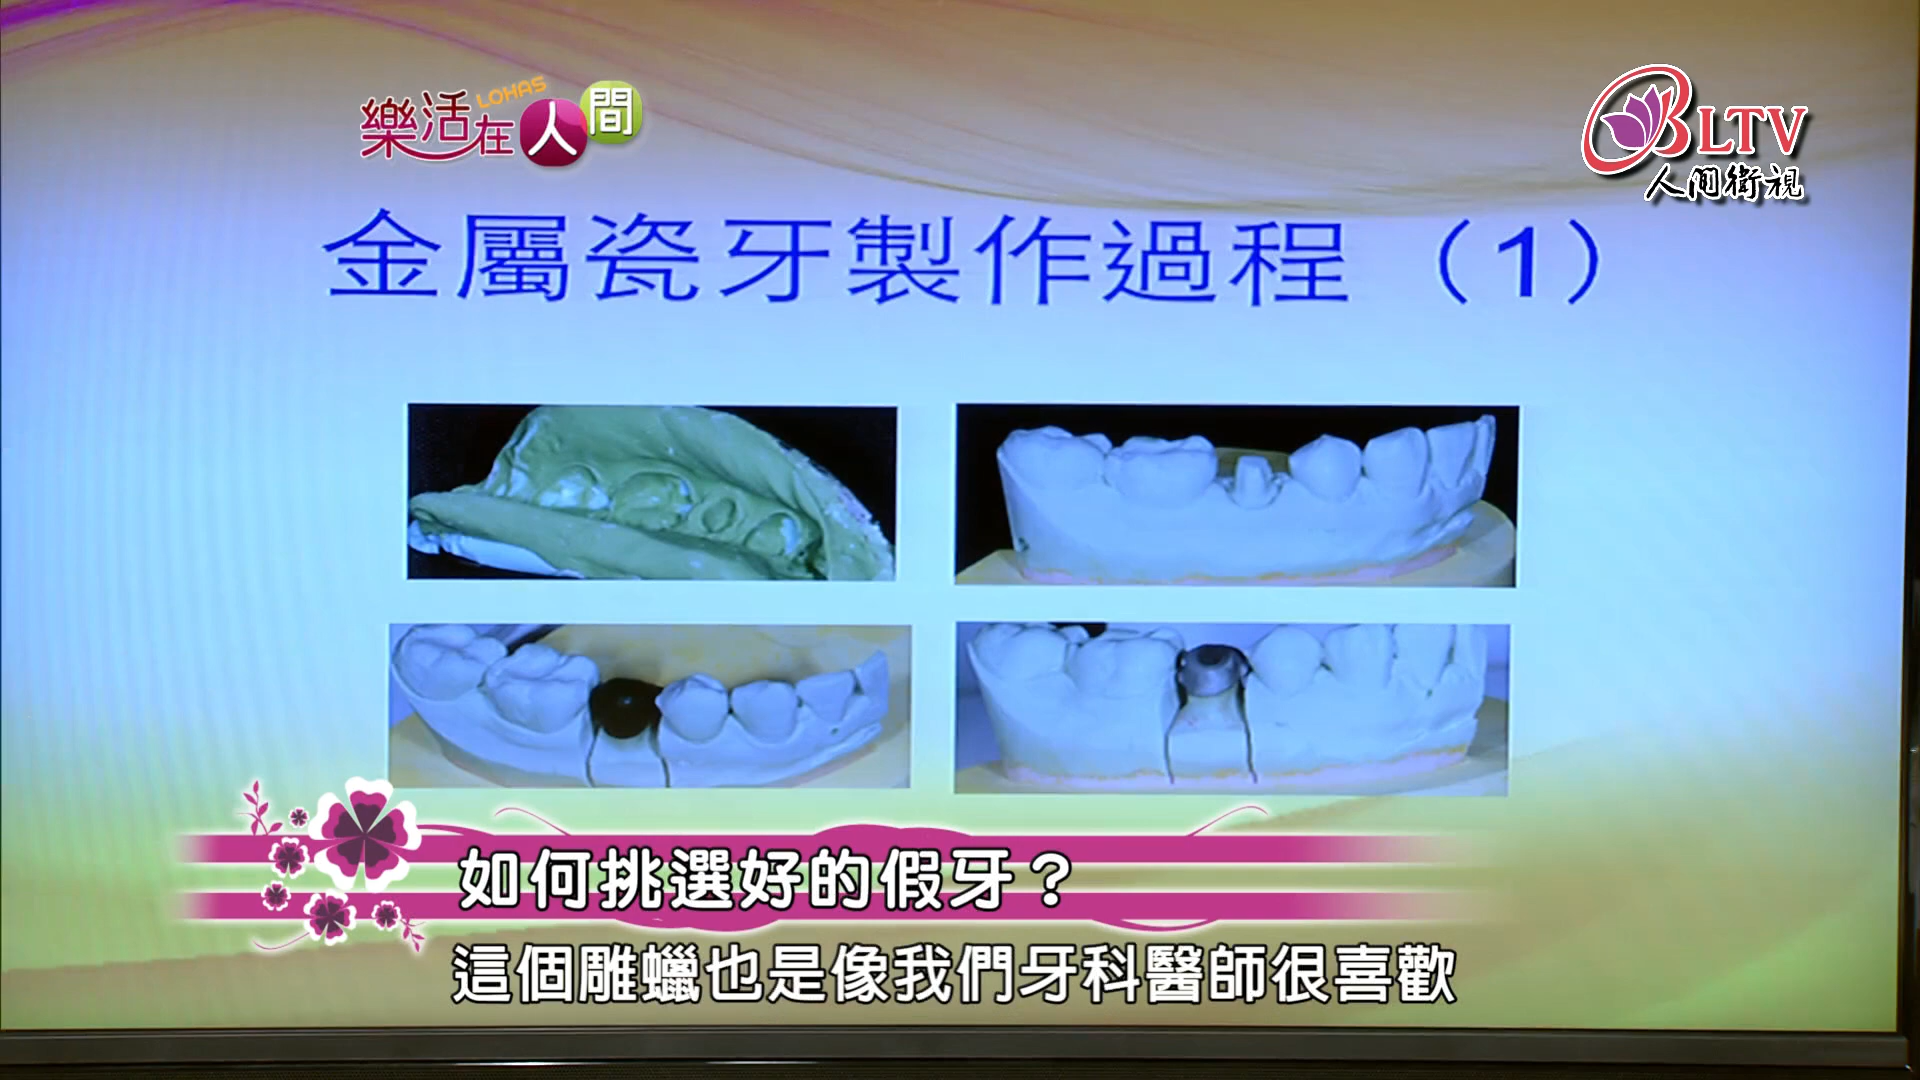 樂活在人間
LOHAS
BLTV
人間衛視
金屬瓷牙製作過程（1）
如何挑選好的假牙？
這個雕蠟也是像我們牙科醫師很喜歡